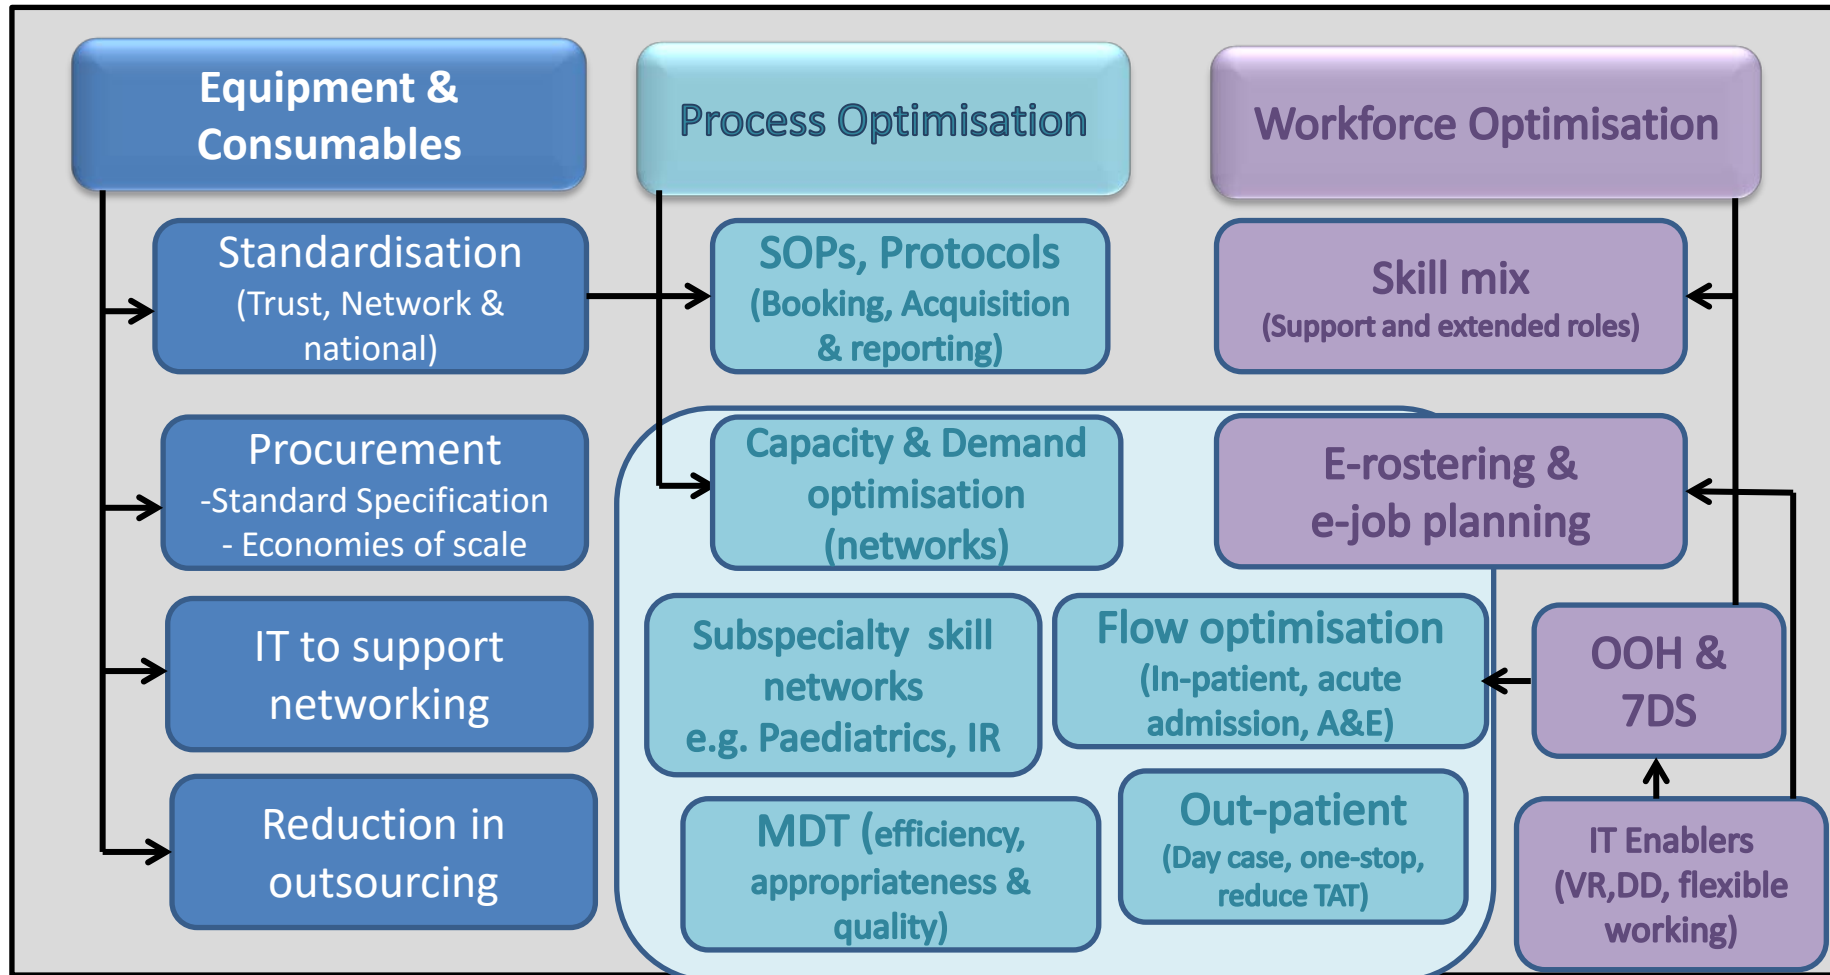 Equipment &
Consumables
Standardisation
(Trust, Network &
national)
Procurement
-Standard Specification
- Economies of scale
IT to support
networking
Reduction in
outsourcing
Process Optimisation
SOPs, Protocols
(Booking, Acquisition
& reporting)
Capacity & Demand
optimisation
(networks)
Subspecialty skill
networks
e.g. Paediatrics, IR
Flow optimisation
(In-patient, acute
admission, A&E)
MDT (efficiency,
appropriateness &
quality)
Out-patient
(Day case, one-stop,
reduce TAT)
Workforce Optimisation
Skill mix
(Support and extended roles)
E-rostering &
e-job planning
OOH &
7DS
IT Enablers
(VR,DD, flexible
working)